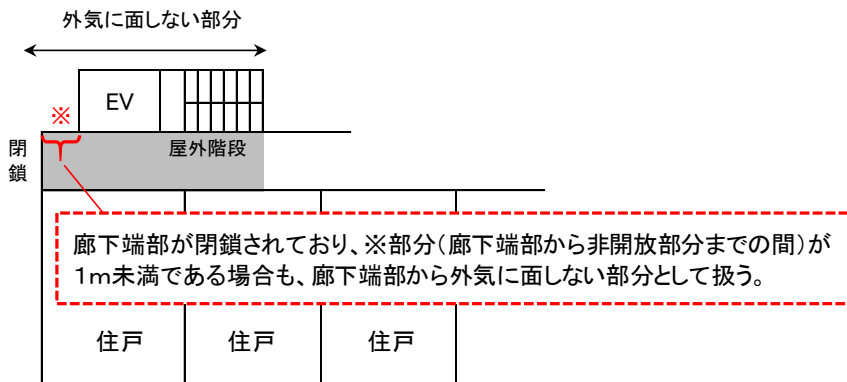 外気に面しない部分
EV
※
閉鎖
屋外階段
廊下端部が閉鎖されており、※部分(廊下端部から非開放部分までの間)が
1m未満である場合も、廊下端部から外気に面しない部分として扱う。
住戸
住戸
住戸